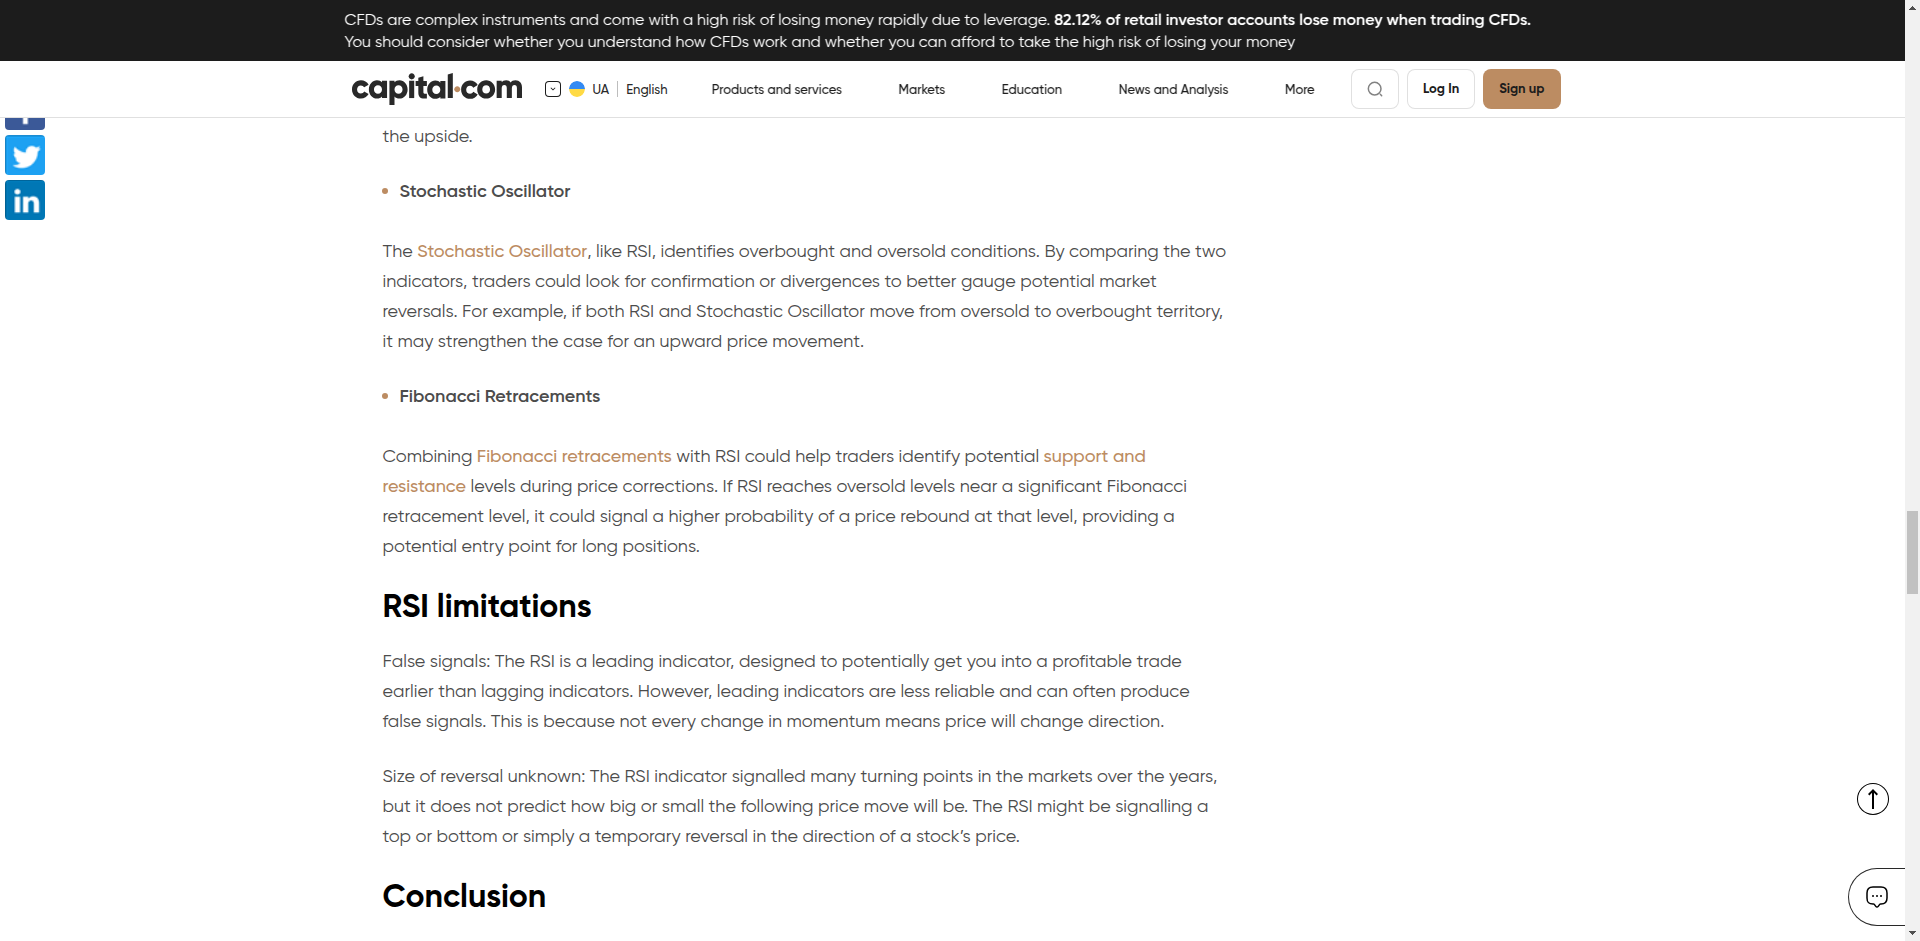 CFDs are complex instruments and come with a high risk of losing money rapidly due to leverage. 82.12% of retail investor accounts lose money when trading CFDs.
You should consider whether you understand how CFDs work and whether you can afford to take the high risk of losing your money
capital.com UA English Products and services Markets Education News and Analysis More Log In Sign up
the upside.
Stochastic Oscillator
The Stochastic Oscillator, like RSI, identifies overbought and oversold conditions. By comparing the two
indicators, traders could look for confirmation or divergences to better gauge potential market
reversals. For example, if both RSI and Stochastic Oscillator move from oversold to overbought territory,
it may strengthen the case for an upward price movement.
Fibonacci Retracements
Combining Fibonacci retracements with RSI could help traders identify potential support and
resistance levels during price corrections. If RSI reaches oversold levels near a significant Fibonacci
retracement level, it could signal a higher probability of a price rebound at that level, providing a
potential entry point for long positions.
RSI limitations
False signals: The RSI is a leading indicator, designed to potentially get you into a profitable trade
earlier than lagging indicators. However, leading indicators are less reliable and can often produce
false signals. This is because not every change in momentum means price will change direction.
Size of reversal unknown: The RSI indicator signalled many turning points in the markets over the years,
but it does not predict how big or small the following price move will be. The RSI might be signalling a
top or bottom or simply a temporary reversal in the direction of a stock’s price.
Conclusion